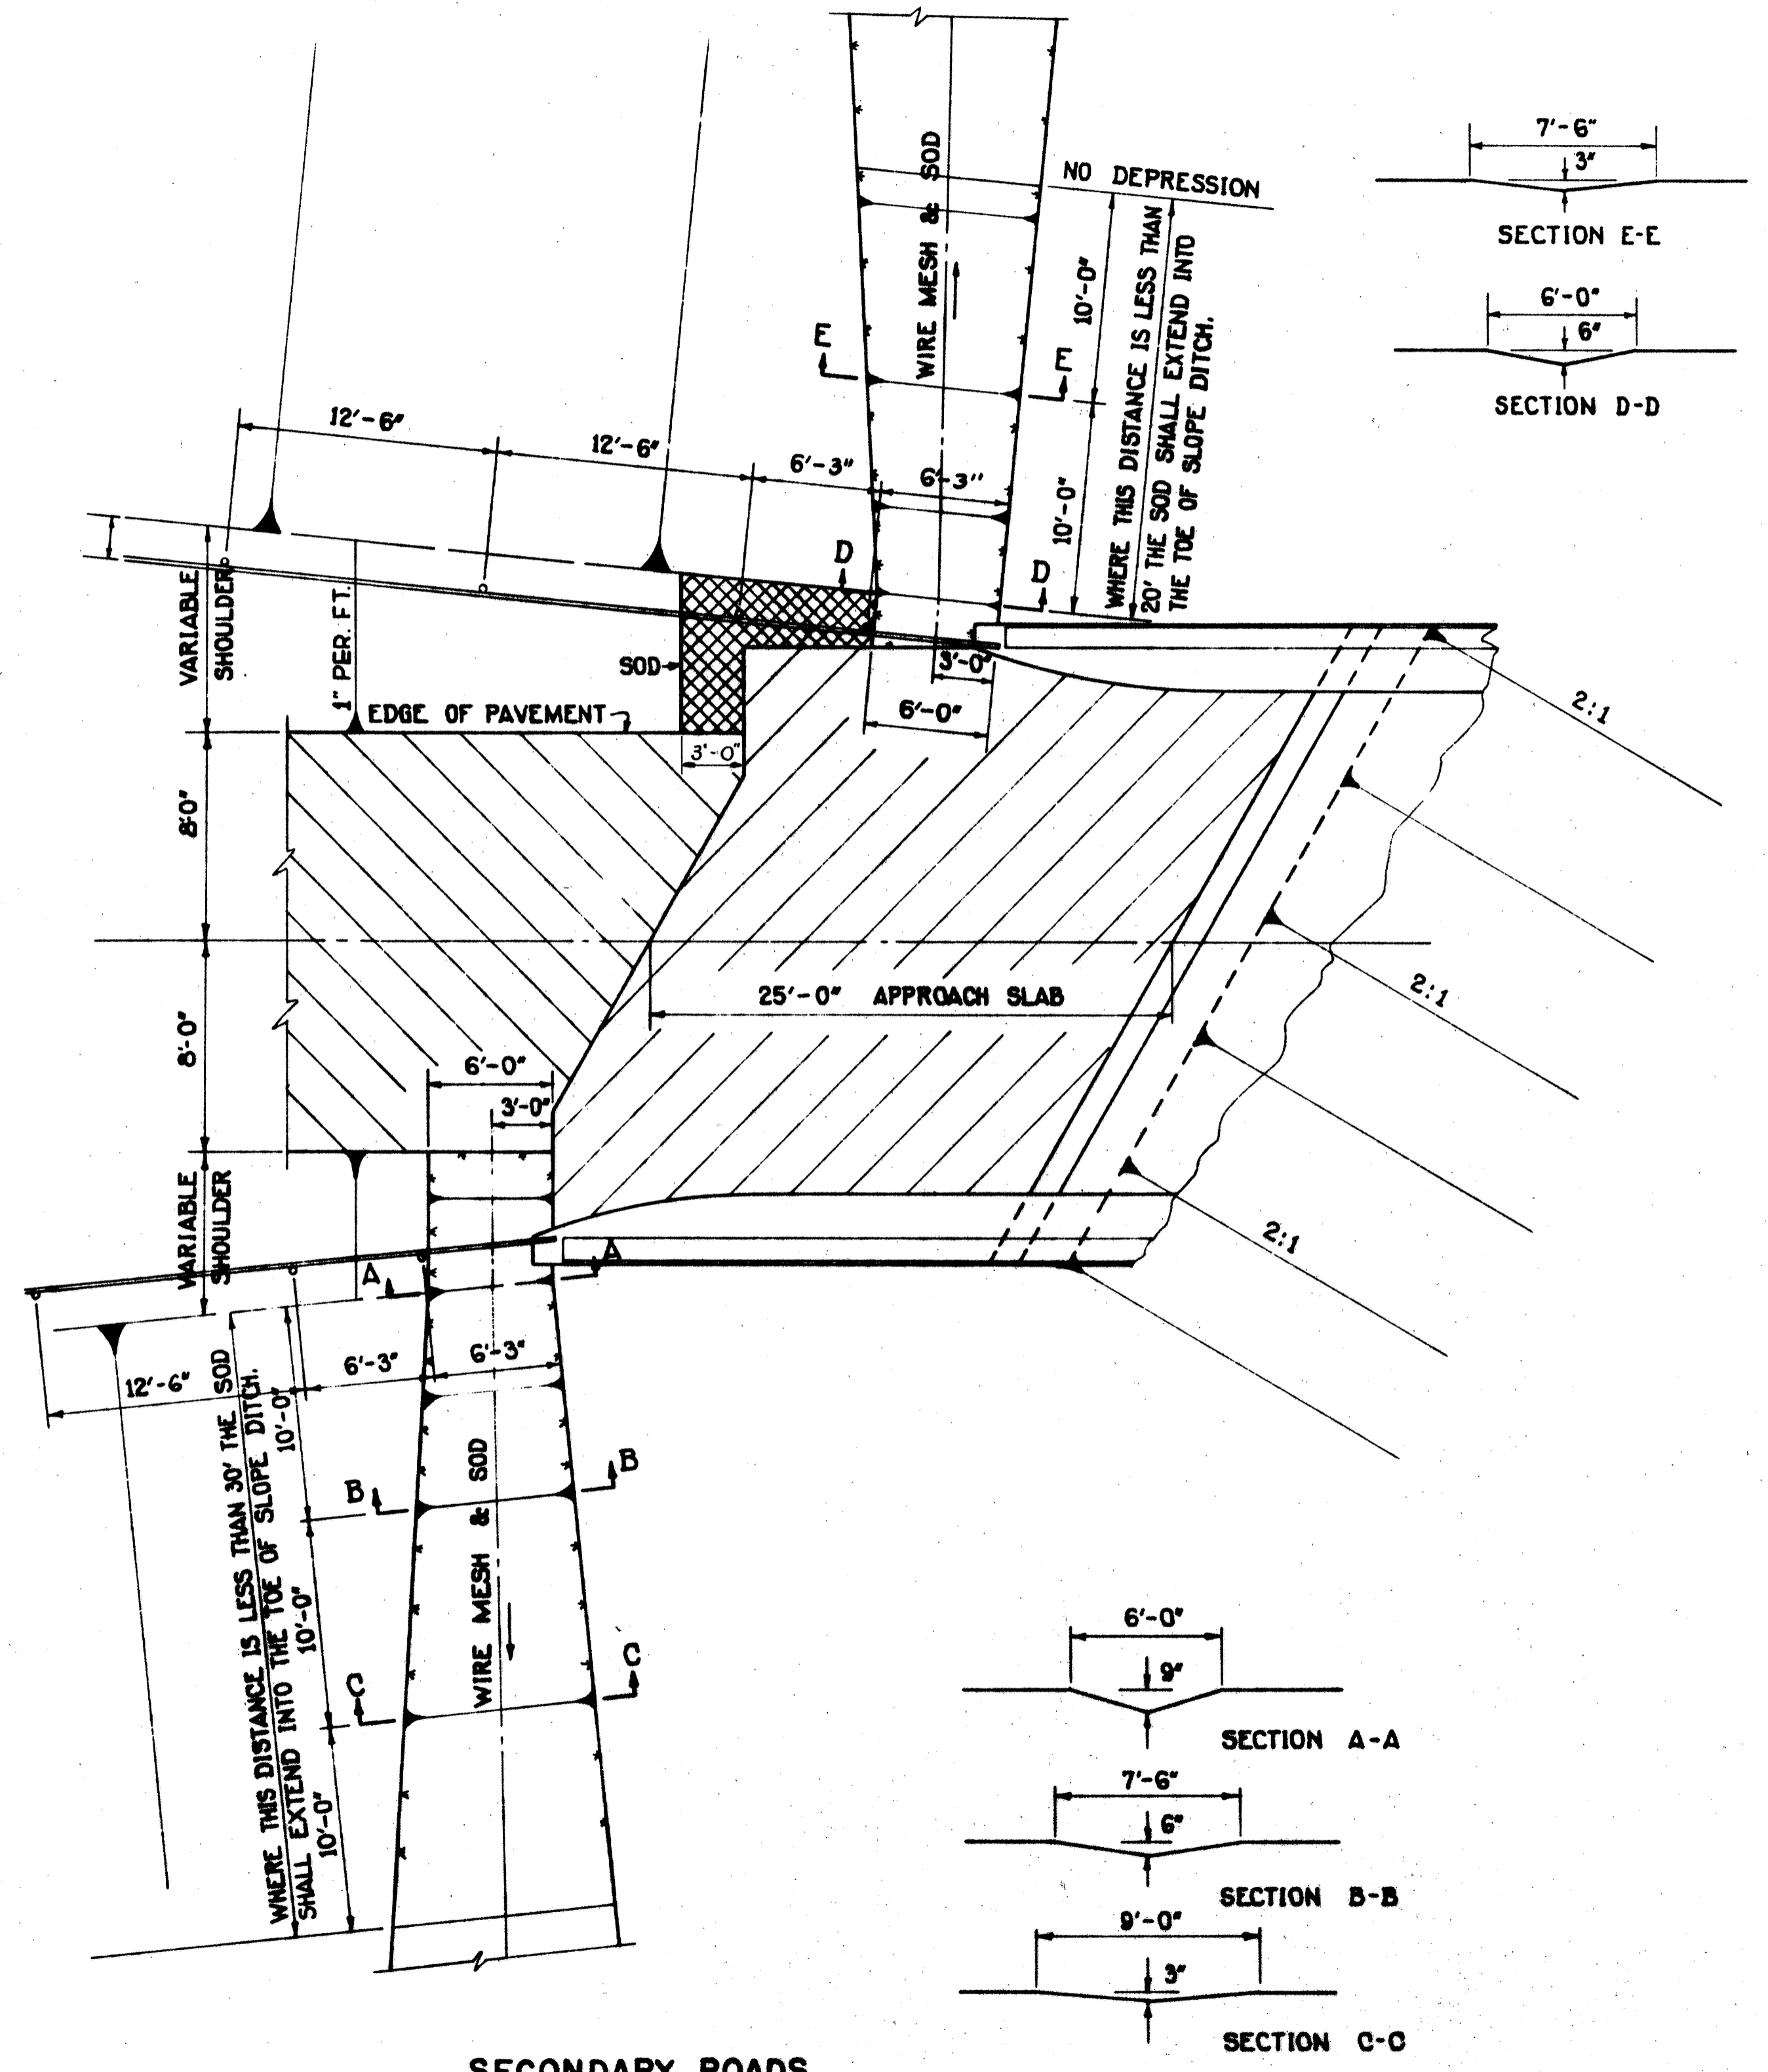 7'-6"
3"
SECTION E-E
6'-0"
6"
SECTION D-D
WIRE MESH & SOD
NO DEPRESSION
10'-0"
10'-0"
WHERE THIS DISTANCE IS LESS THAN
20' THE SOD SHALL EXTEND INTO
THE TOE OF SLOPE DITCH.
E
E
12'-6"
12'-6"
6'-3"
6'-3"
D
D
VARIABLE
SHOULDER
1" PER. FT.
SOD
EDGE OF PAVEMENT
3'-0"
3'-0"
6'-0"
2:1
8'-0"
25'-0" APPROACH SLAB
2:1
8'-0"
6'-0"
3'-0"
VARIABLE
SHOULDER
A
A
2:1
12'-6"
6'-3"
6'-3"
WHERE THIS DISTANCE IS LESS THAN 30' THE SOD
SHALL EXTEND INTO THE TOE OF SLOPE DITCH.
10'-0"
10'-0"
10'-0"
B
B
WIRE MESH & SOD
C
C
6'-0"
SECTION A-A
7'-6"
6"
SECTION B-B
9'-0"
3"
SECTION C-C
SECONDARY ROADS